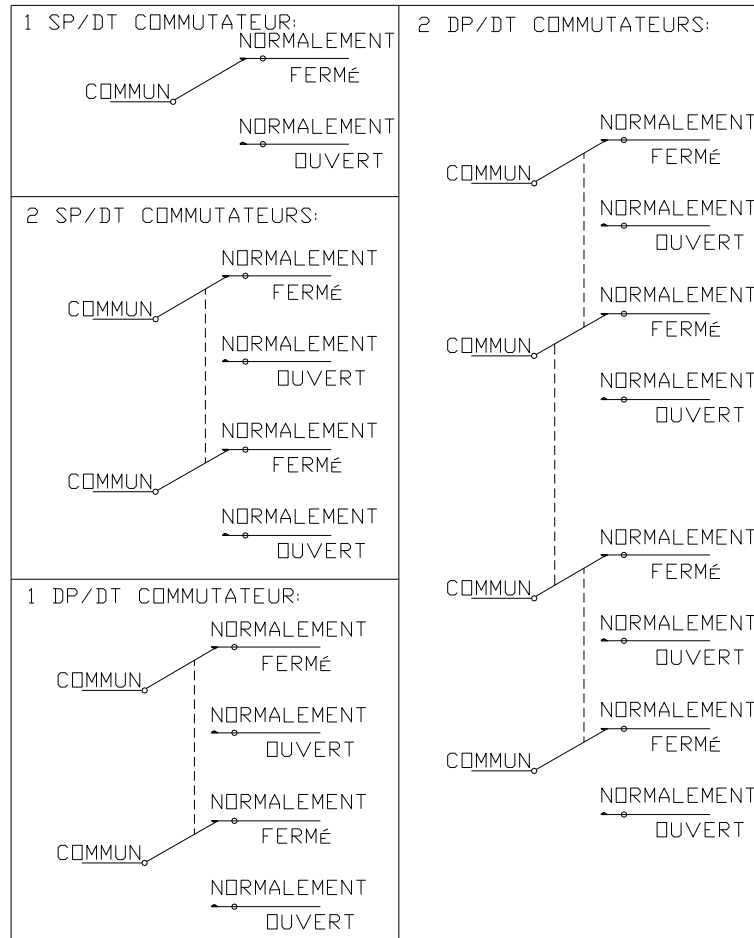 1 SP/DT COMMUTATEUR:
NORMALEMENT
FERMÉ
COMMUN
NORMALEMENT
OUVERT
2 SP/DT COMMUTATEURS:
NORMALEMENT
FERMÉ
COMMUN
NORMALEMENT
OUVERT
NORMALEMENT
FERMÉ
COMMUN
NORMALEMENT
OUVERT
1 DP/DT COMMUTATEUR:
NORMALEMENT
FERMÉ
COMMUN
NORMALEMENT
OUVERT
NORMALEMENT
FERMÉ
COMMUN
NORMALEMENT
OUVERT
2 DP/DT COMMUTATEURS:
NORMALEMENT
FERMÉ
COMMUN
NORMALEMENT
OUVERT
NORMALEMENT
FERMÉ
COMMUN
NORMALEMENT
OUVERT
NORMALEMENT
FERMÉ
COMMUN
NORMALEMENT
OUVERT
NORMALEMENT
FERMÉ
COMMUN
NORMALEMENT
OUVERT